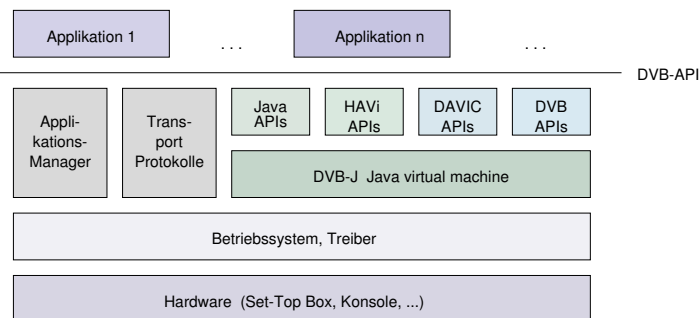 Applikation 1
. . .
Applikation n
. . .
DVB-API
Appli-
kations-
Manager
Trans-
port
Protokolle
Java
APIs
HAVi
APIs
DAVIC
APIs
DVB
APIs
DVB-J Java virtual machine
Betriebssystem, Treiber
Hardware (Set-Top Box, Konsole, ...)